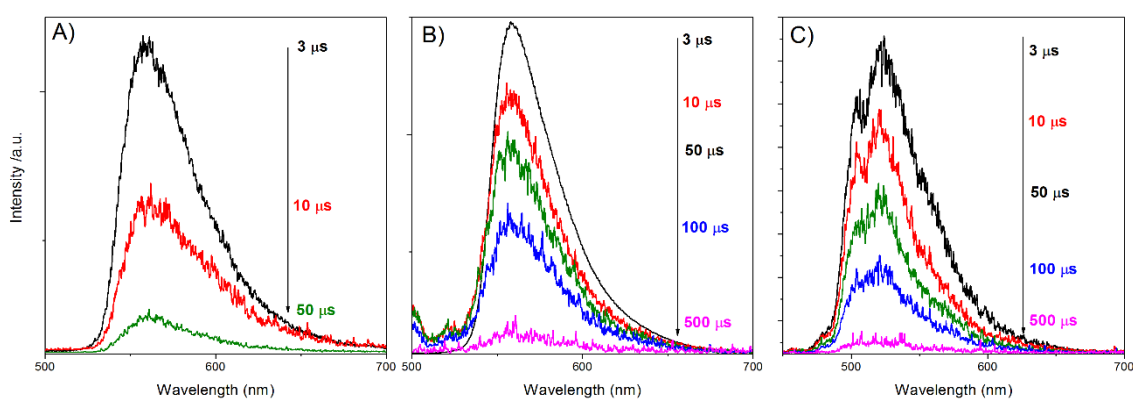 A)
3 µs
10 µs
50 µs
Intensity /a.u.
500
600
700
Wavelength (nm)
B)
3 µs
10 µs
50 µs
100 µs
500 µs
500
600
700
Wavelength (nm)
C)
3 µs
10 µs
50 µs
100 µs
500 µs
500
600
700
Wavelength (nm)